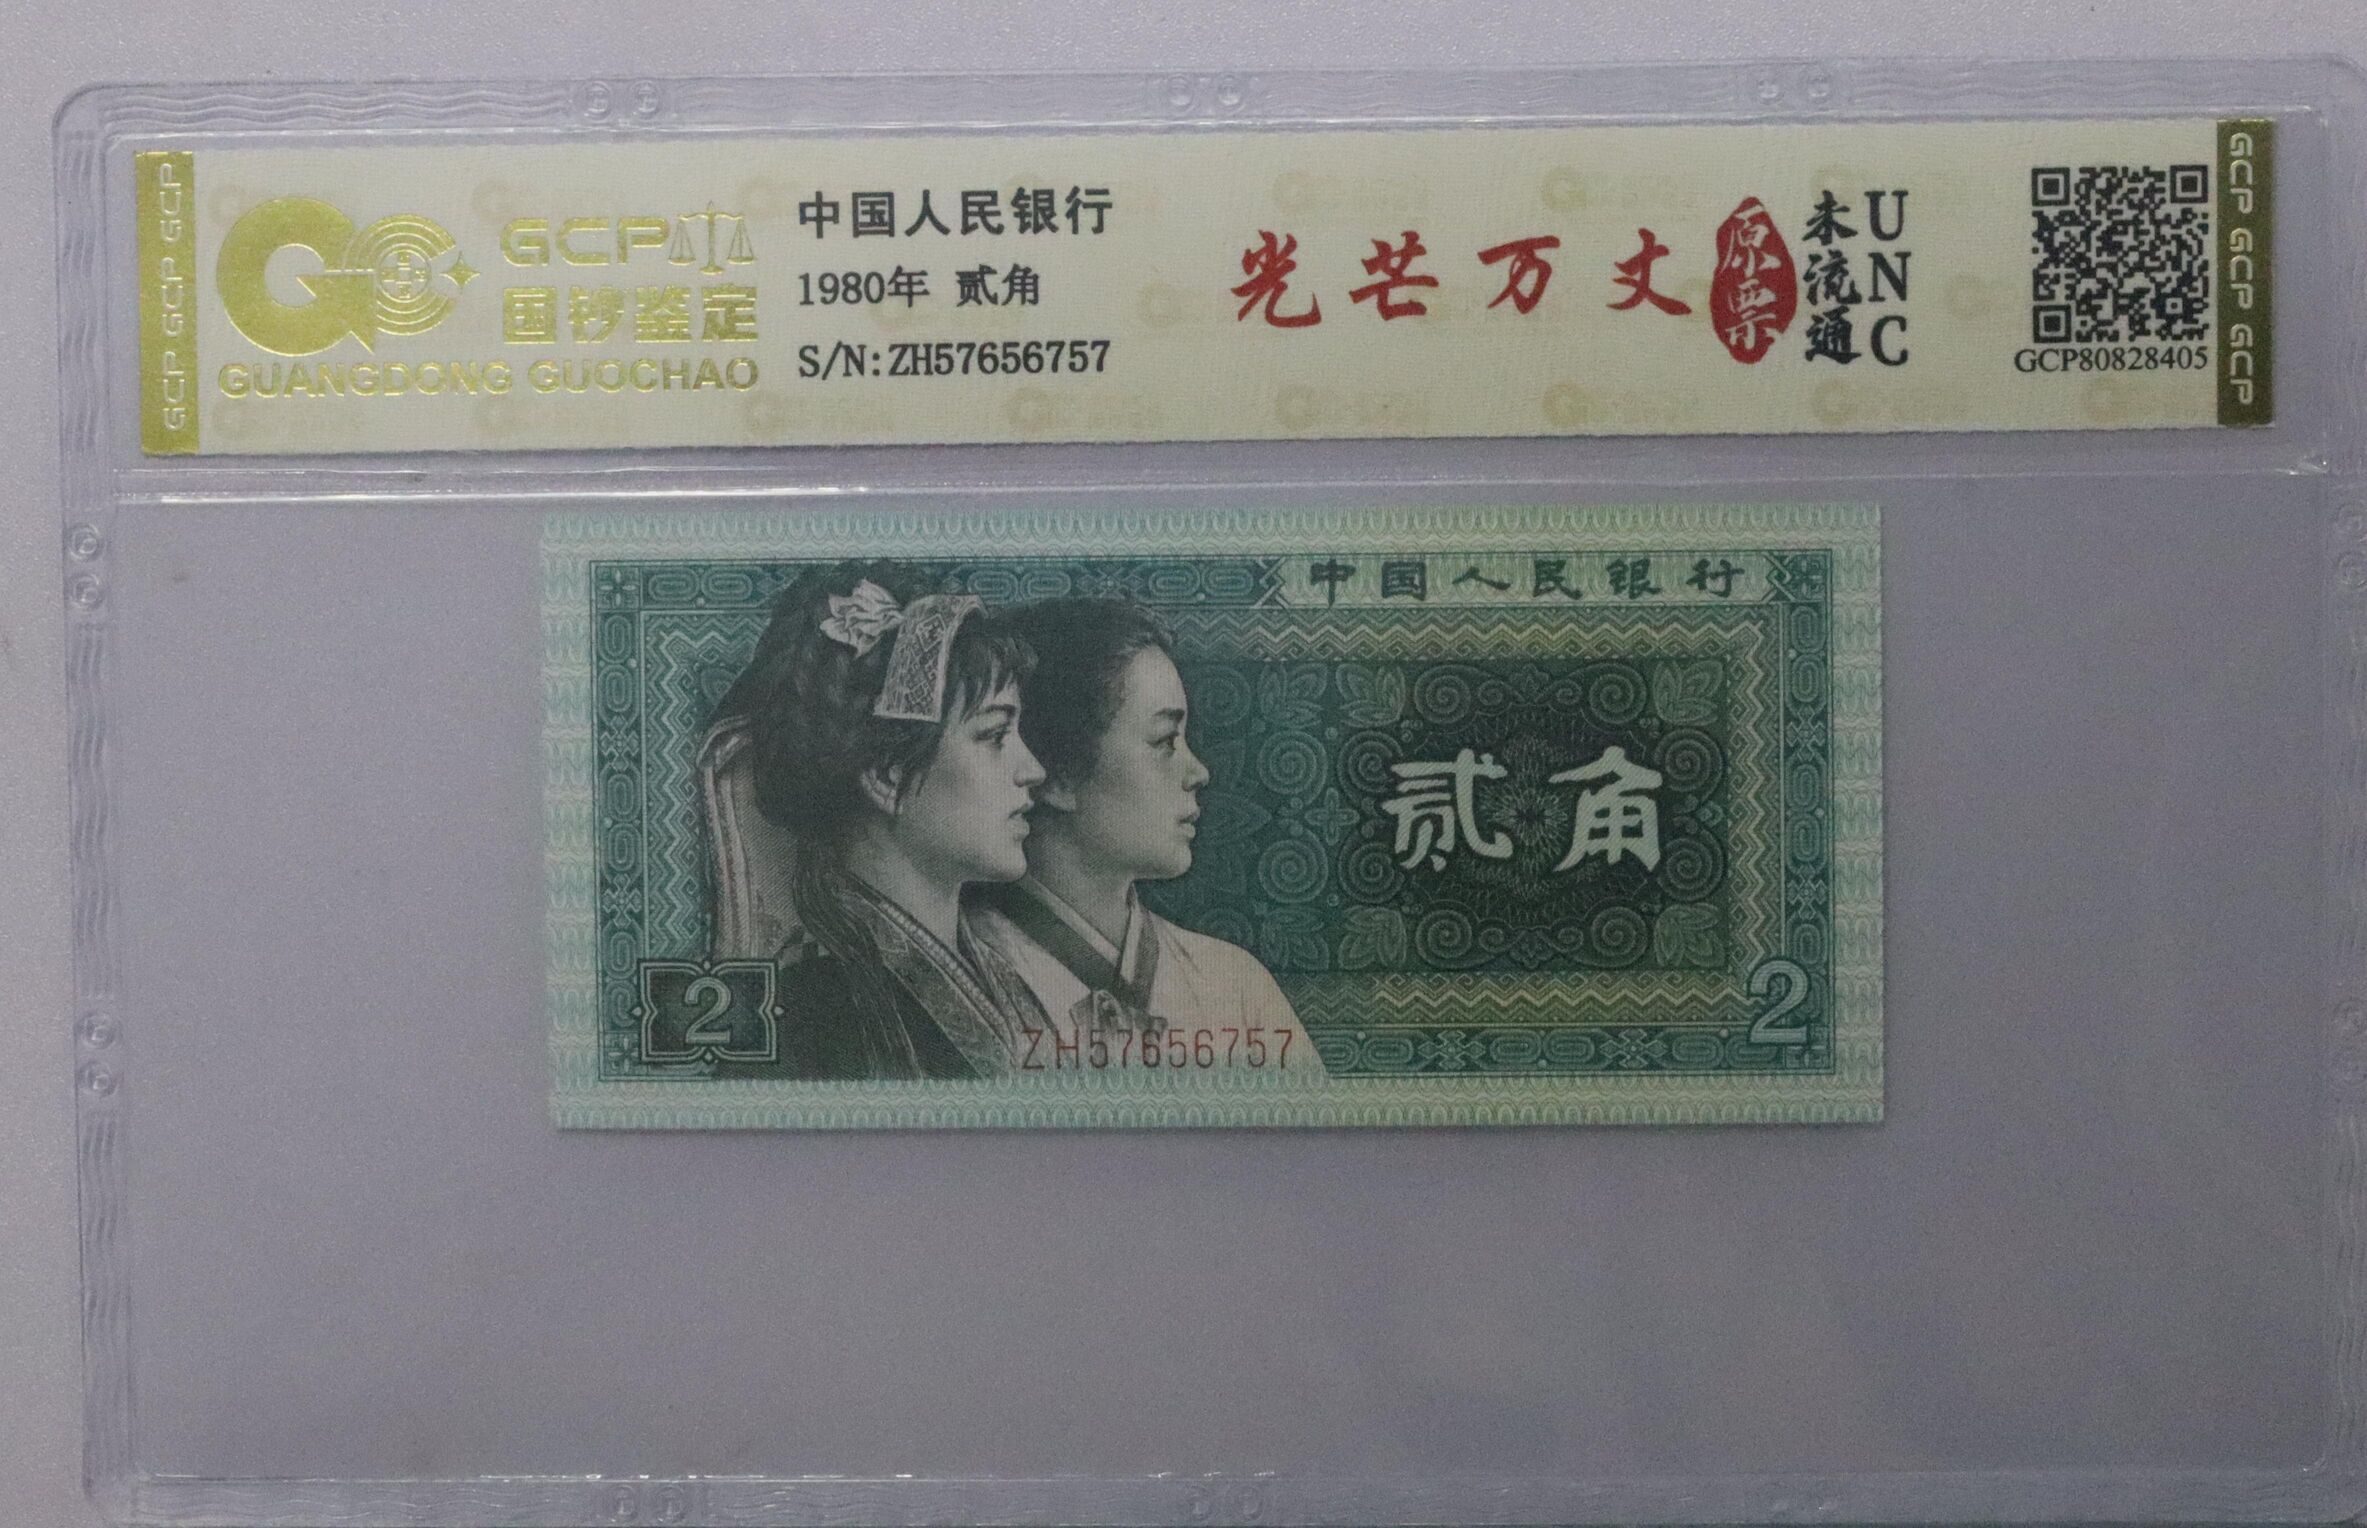 GCP GCP GCP
GCP
国钞鉴定
GUANGDONG GUOCHAO
中国人民银行
1980年 贰角
S/N:ZH57656757
光芒万丈
原票
未流通
UNC
GCP80828405
GCP GCP GCP GCP
中国人民银行
贰角
2
2
ZH57656757